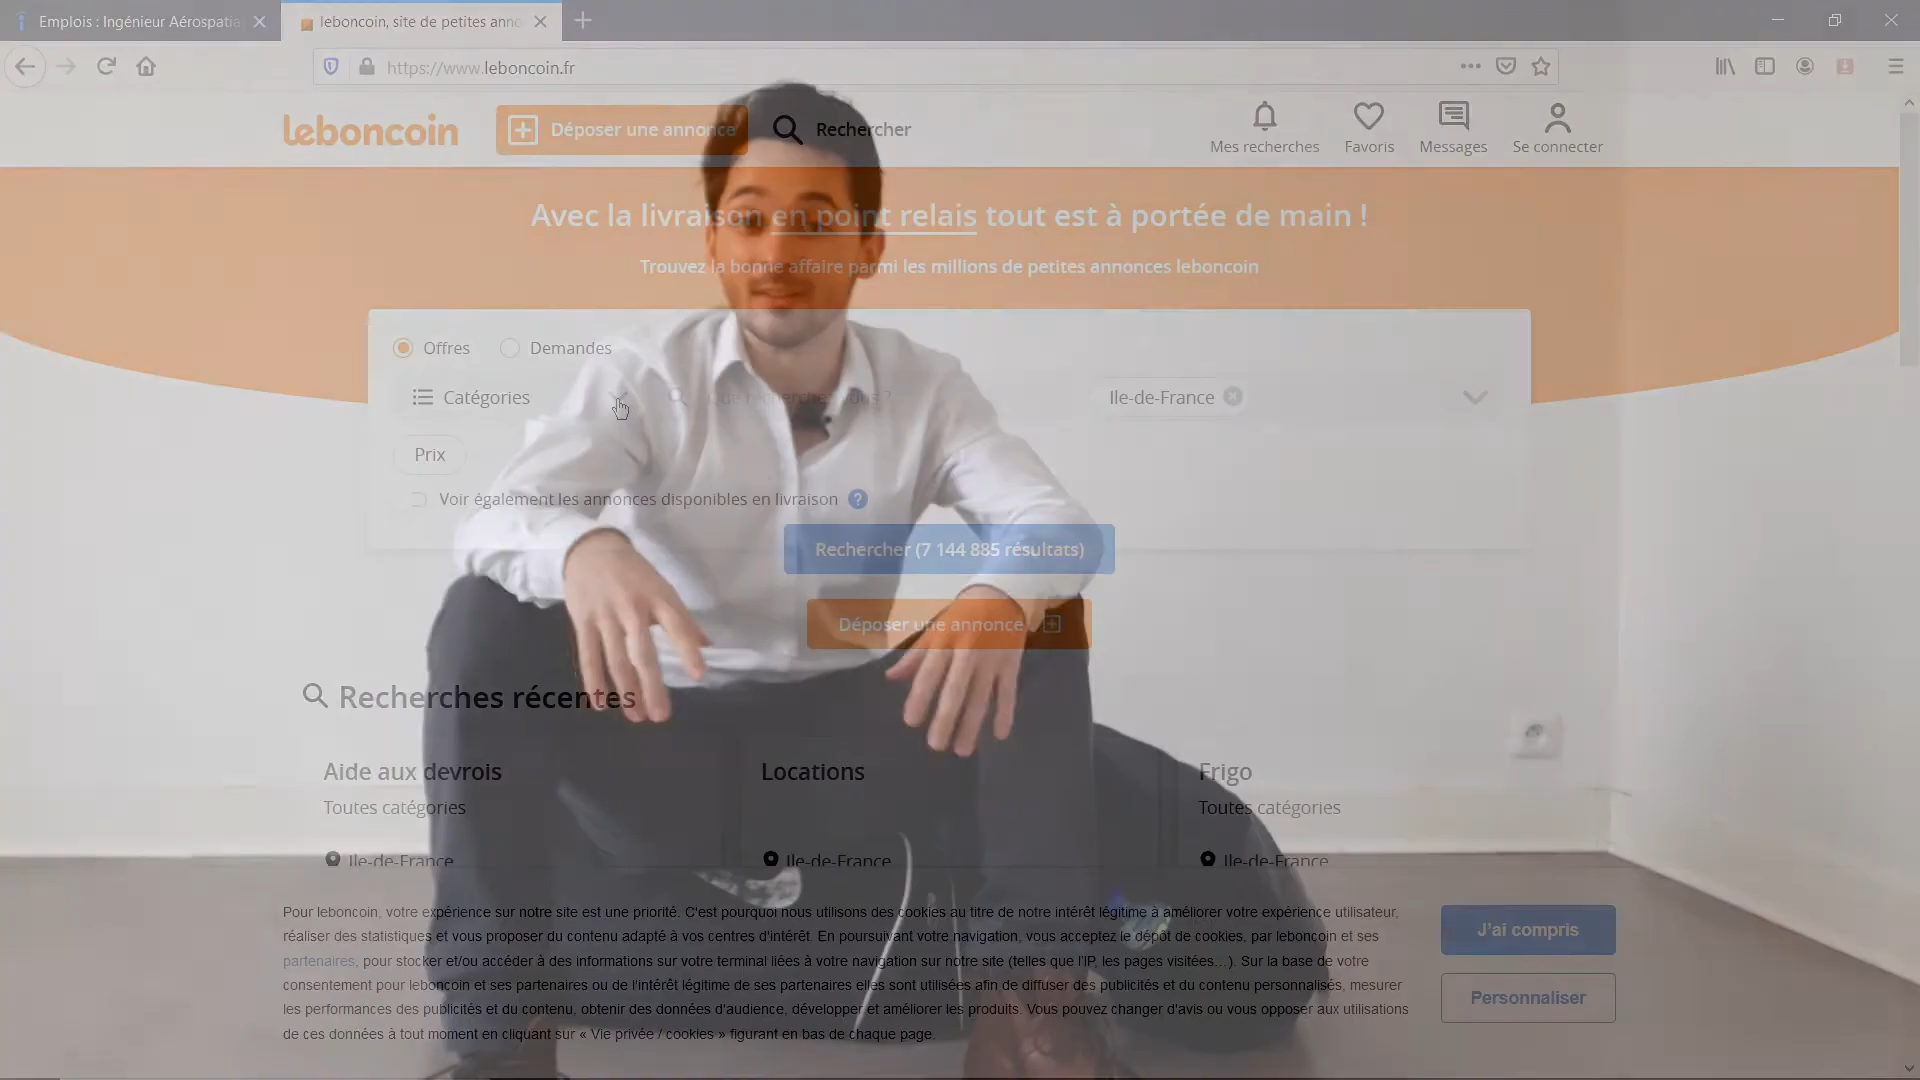 Emplois : Ingénieur Aérospatia
leboncoin, site de petites anno
https://www.leboncoin.fr
leboncoin
Déposer une annonce
Rechercher
Mes recherches
Favoris
Messages
Se connecter
Avec la livraison en point relais tout est à portée de main !
Trouvez la bonne affaire parmi les millions de petites annonces leboncoin
Offres
Demandes
Catégories
Que recherchez-vous ?
Ile-de-France
Prix
Voir également les annonces disponibles en livraison ?
Rechercher (7 144 885 résultats)
Déposer une annonce
Recherches récentes
Aide aux devrois
Toutes catégories
Ile-de-France
Locations
Ile-de-France
Frigo
Toutes catégories
Ile-de-France
Pour leboncoin, votre expérience sur notre site est une priorité. C'est pourquoi nous utilisons des cookies au titre de notre intérêt légitime à améliorer votre expérience utilisateur,
réaliser des statistiques et vous proposer du contenu adapté à vos centres d'intérêt. En poursuivant votre navigation, vous acceptez le dépôt de cookies, par leboncoin et ses
partenaires, pour stocker et/ou accéder à des informations sur votre terminal liées à votre navigation sur notre site (telles que l'IP, les pages visitées…). Sur la base de votre
consentement pour leboncoin et ses partenaires ou de l'intérêt légitime de ses partenaires elles sont utilisées afin de diffuser des publicités et du contenu personnalisés, mesurer
les performances des publicités et du contenu, obtenir des données d'audience, développer et améliorer les produits. Vous pouvez changer d'avis ou vous opposer aux utilisations
de ces données à tout moment en cliquant sur « Vie privée / cookies » figurant en bas de chaque page.
J'ai compris
Personnaliser